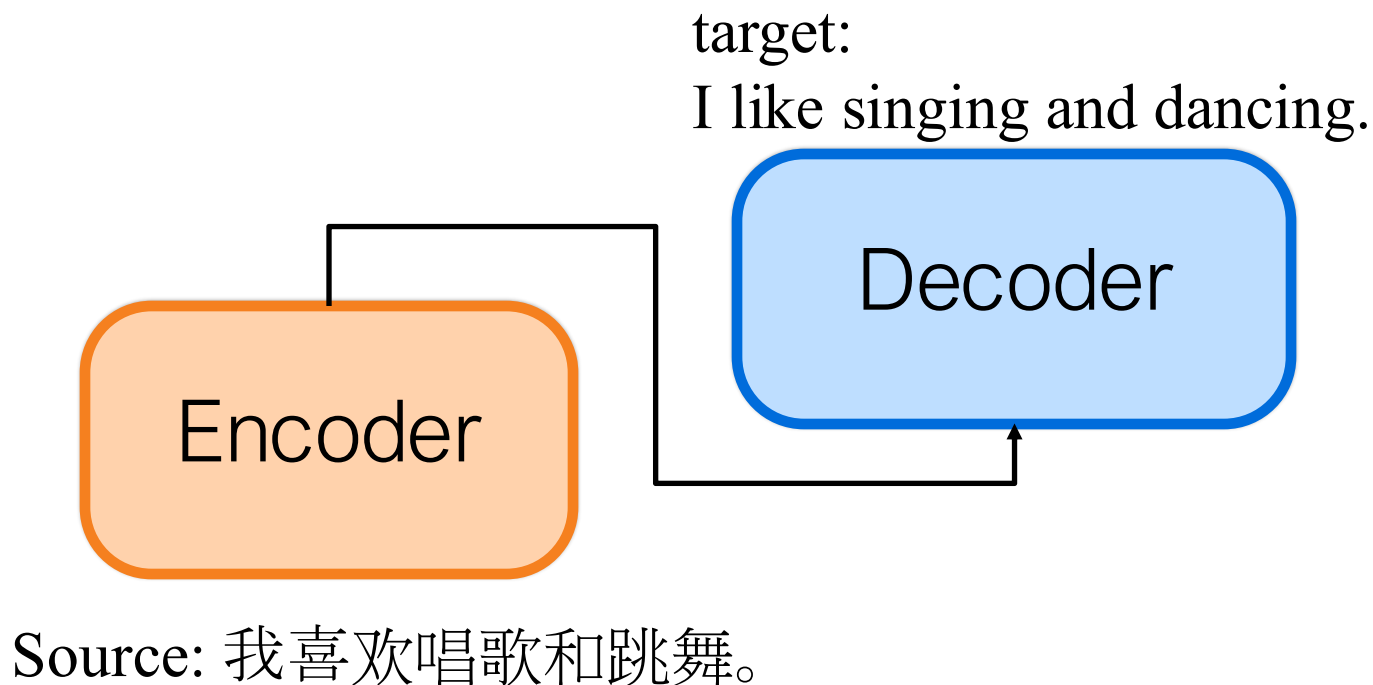 target:
I like singing and dancing.
Decoder
Encoder
Source: 我喜欢唱歌和跳舞。